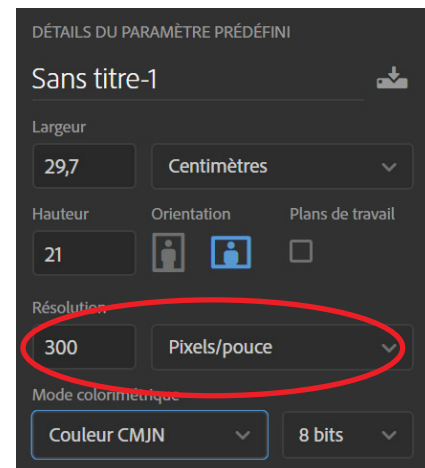 DÉTAILS DU PARAMÈTRE PRÉDÉFINI
Sans titre-1
Largeur
29,7 Centimètres
Hauteur Orientation Plans de travail
21
Résolution
300 Pixels/pouce
Mode colorimétrique
Couleur CMJN 8 bits